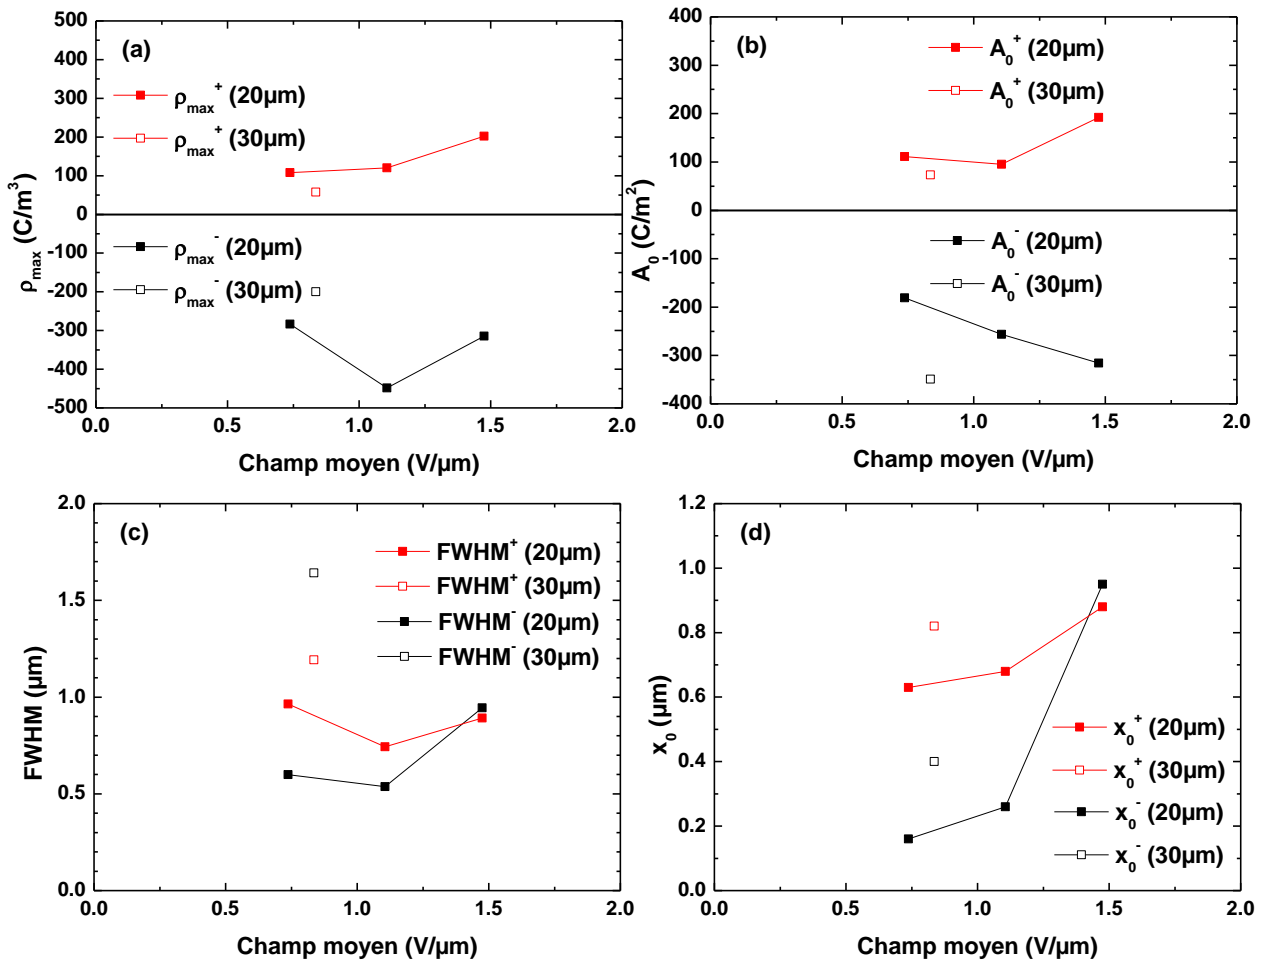 (a)
ρmax+ (20µm)
ρmax+ (30µm)
ρmax- (20µm)
ρmax- (30µm)
500
400
300
200
100
0
-100
-200
-300
-400
-500
ρmax (C/m3)
0.0 0.5 1.0 1.5 2.0
Champ moyen (V/µm)
(b)
A0+ (20µm)
A0+ (30µm)
A0- (20µm)
A0- (30µm)
400
300
200
100
0
-100
-200
-300
-400
A0 (C/m2)
0.0 0.5 1.0 1.5 2.0
Champ moyen (V/µm)
(c)
FWHM+ (20µm)
FWHM+ (30µm)
FWHM- (20µm)
FWHM- (30µm)
2.0
1.5
1.0
0.5
0.0
FWHM (µm)
0.0 0.5 1.0 1.5 2.0
Champ moyen (V/µm)
(d)
x0+ (20µm)
x0+ (30µm)
x0- (20µm)
x0- (30µm)
1.2
1.0
0.8
0.6
0.4
0.2
0.0
x0 (µm)
0.0 0.5 1.0 1.5 2.0
Champ moyen (V/µm)